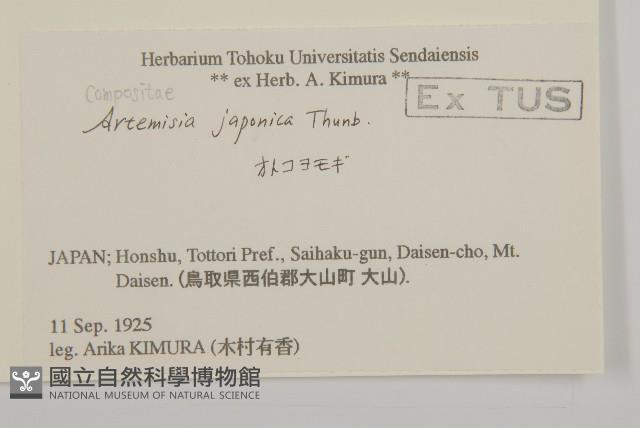 Herbarium Tohoku Universitatis Sendaiensis
** ex Herb. A. Kimura **
Compositae
Ex TUS
Artemisia japonica Thunb.
オトコヨモギ
JAPAN; Honshu, Tottori Pref., Saihaku-gun, Daisen-cho, Mt.
Daisen. (鳥取県西伯郡大山町 大山).
11 Sep. 1925
leg. Arika KIMURA (木村有香)
國立自然科學博物館
NATIONAL MUSEUM OF NATURAL SCIENCE